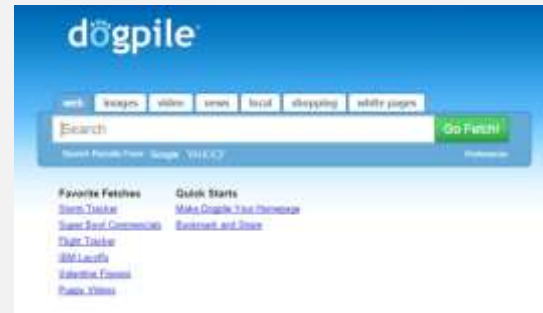 dogpile
web images video news local shopping white pages
Search Go Fetch!
Search Results From: Google YAHOO! Preferences
Favorite Fetches Quick Starts
Storm Tracker Make Dogpile Your Homepage
Super Bowl Commercials Bookmark and Share
Flight Tracker
IBM Layoffs
Valentine
Puppy Videos